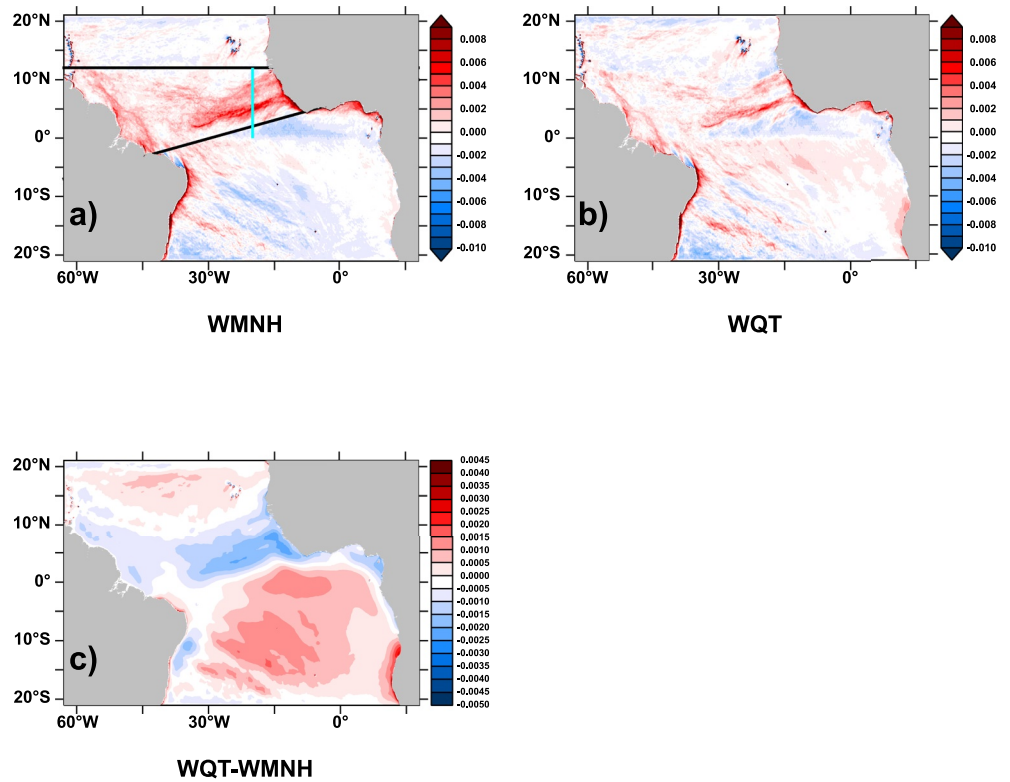 20°N
10°N
0°
10°S
20°S
60°W 30°W 0°
a)
0.008
0.006
0.004
0.002
0.000
-0.002
-0.004
-0.006
-0.008
-0.010
WMNH
20°N
10°N
0°
10°S
20°S
60°W 30°W 0°
b)
0.008
0.006
0.004
0.002
0.000
-0.002
-0.004
-0.006
-0.008
-0.010
WQT
20°N
10°N
0°
10°S
20°S
60°W 30°W 0°
c)
0.0045
0.0040
0.0035
0.0030
0.0025
0.0020
0.0015
0.0010
0.0005
0.0000
-0.0005
-0.0010
-0.0015
-0.0020
-0.0025
-0.0030
-0.0035
-0.0040
-0.0045
-0.0050
WQT-WMNH